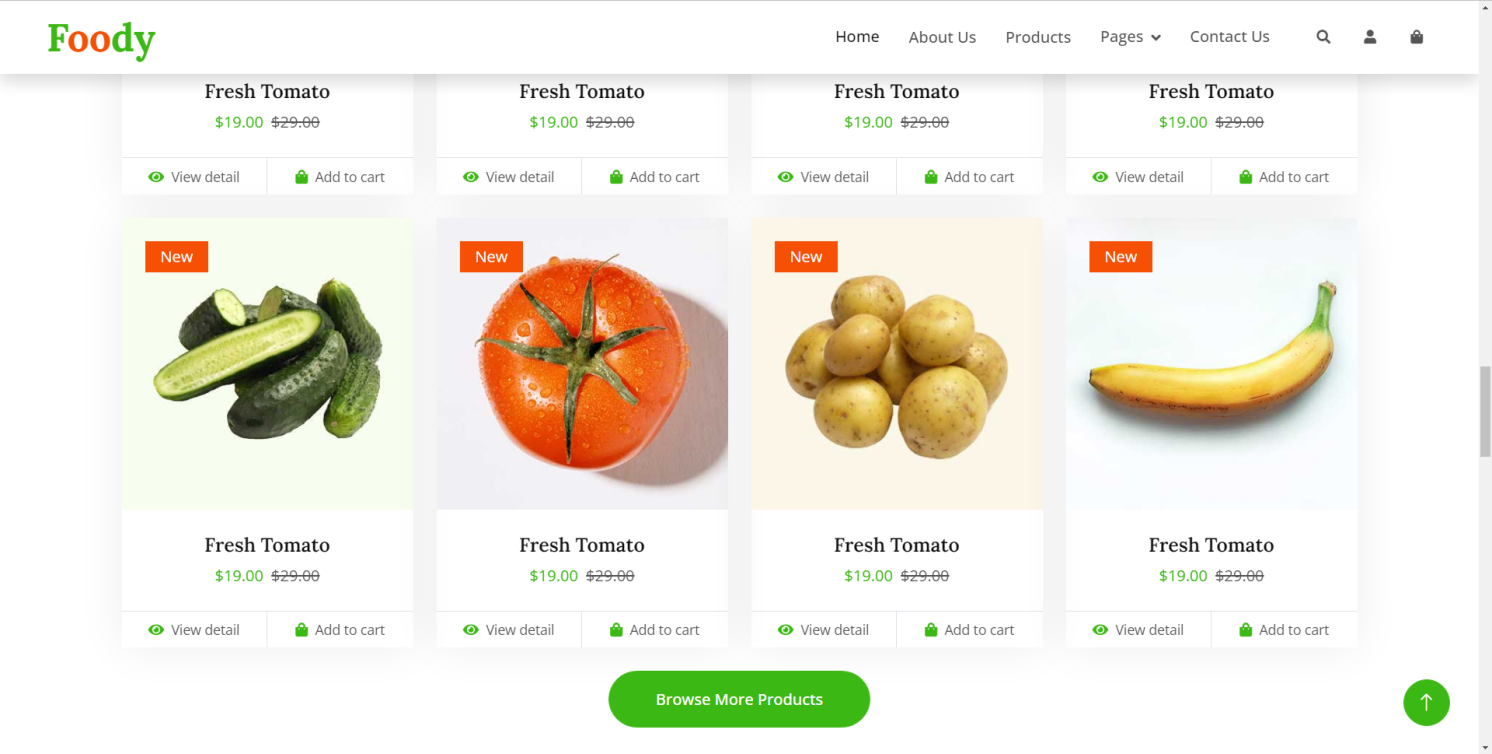 Foody
Home About Us Products Pages Contact Us
Fresh Tomato Fresh Tomato Fresh Tomato Fresh Tomato
$19.00 $29.00 $19.00 $29.00 $19.00 $29.00 $19.00 $29.00
View detail Add to cart View detail Add to cart View detail Add to cart View detail Add to cart
New New New New
Fresh Tomato Fresh Tomato Fresh Tomato Fresh Tomato
$19.00 $29.00 $19.00 $29.00 $19.00 $29.00 $19.00 $29.00
View detail Add to cart View detail Add to cart View detail Add to cart View detail Add to cart
Browse More Products